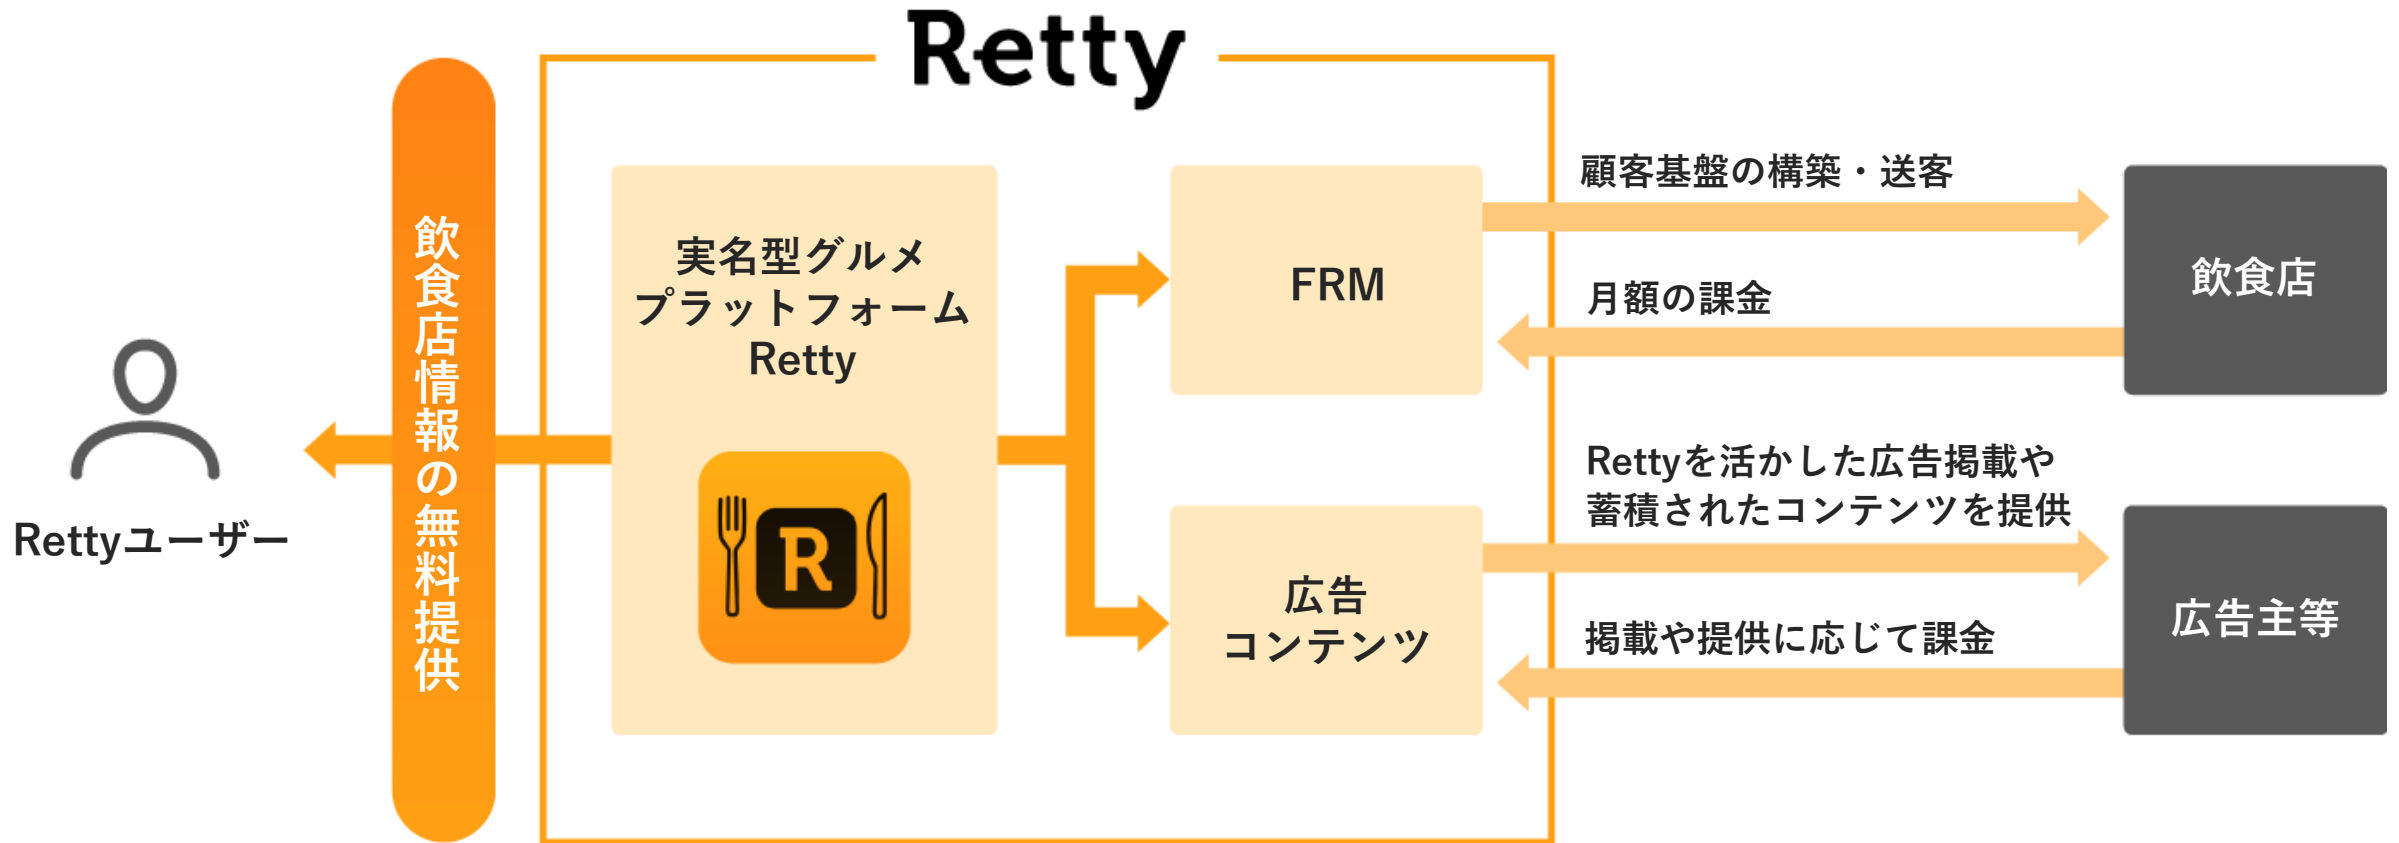 Retty
飲食店情報の無料提供
Rettyユーザー
実名型グルメ
プラットフォーム
Retty
R
FRM
広告
コンテンツ
顧客基盤の構築・送客
月額の課金
飲食店
Rettyを活かした広告掲載や
蓄積されたコンテンツを提供
掲載や提供に応じて課金
広告主等